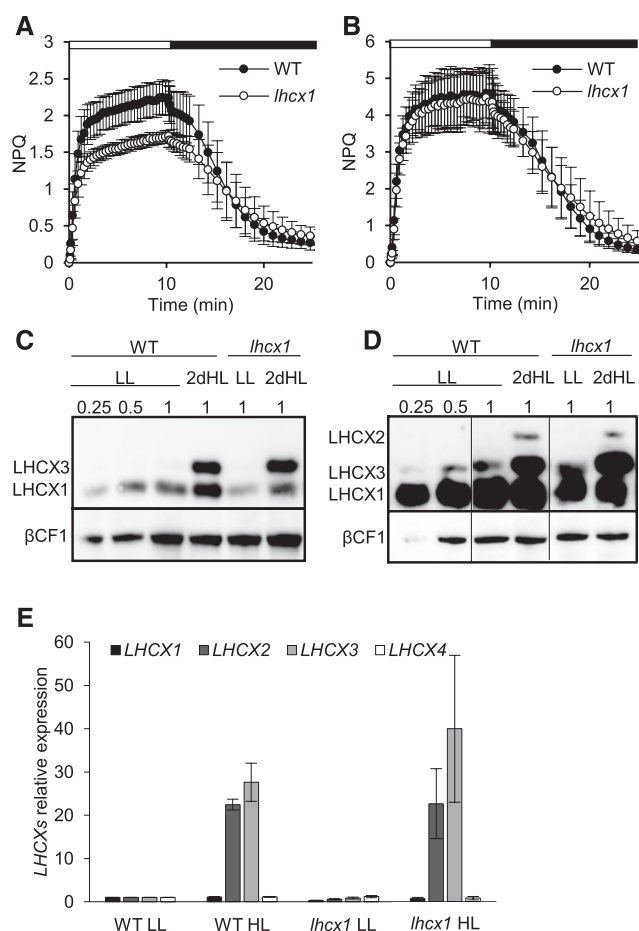 A
3
2.5
2
1.5
1
0.5
0
NPQ
WT
lhcx1
0 10 20
Time (min)
B
6
5
4
3
2
1
0
NPQ
WT
lhcx1
0 10 20
Time (min)
C
WT lhcx1
LL 2dHL LL 2dHL
0.25 0.5 1 1 1 1
LHCX3
LHCX1
βCF1
D
WT lhcx1
LL 2dHL LL 2dHL
0.25 0.5 1 1 1 1
LHCX2
LHCX3
LHCX1
βCF1
E
60
50
40
30
20
10
0
LHCXs relative expression
LHCX1 LHCX2 LHCX3 LHCX4
WT LL WT HL lhcx1 LL lhcx1 HL